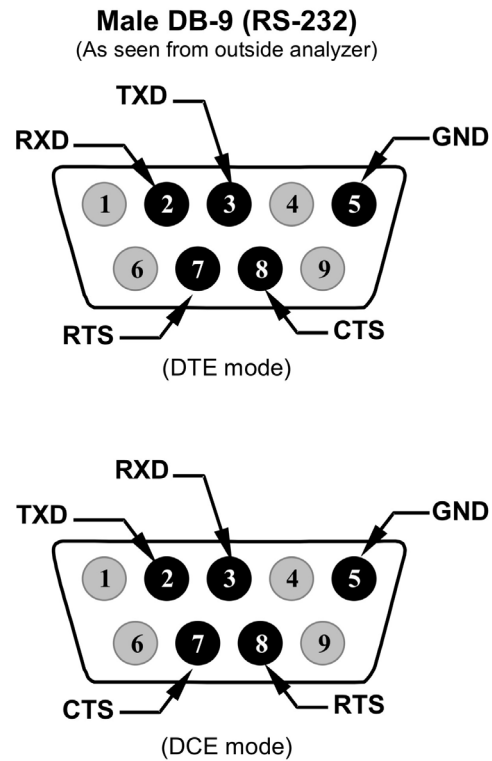 Male DB-9 (RS-232)
(As seen from outside analyzer)
TXD
RXD
GND
1 2 3 4 5
6 7 8 9
RTS
CTS
(DTE mode)
RXD
TXD
GND
1 2 3 4 5
6 7 8 9
CTS
RTS
(DCE mode)